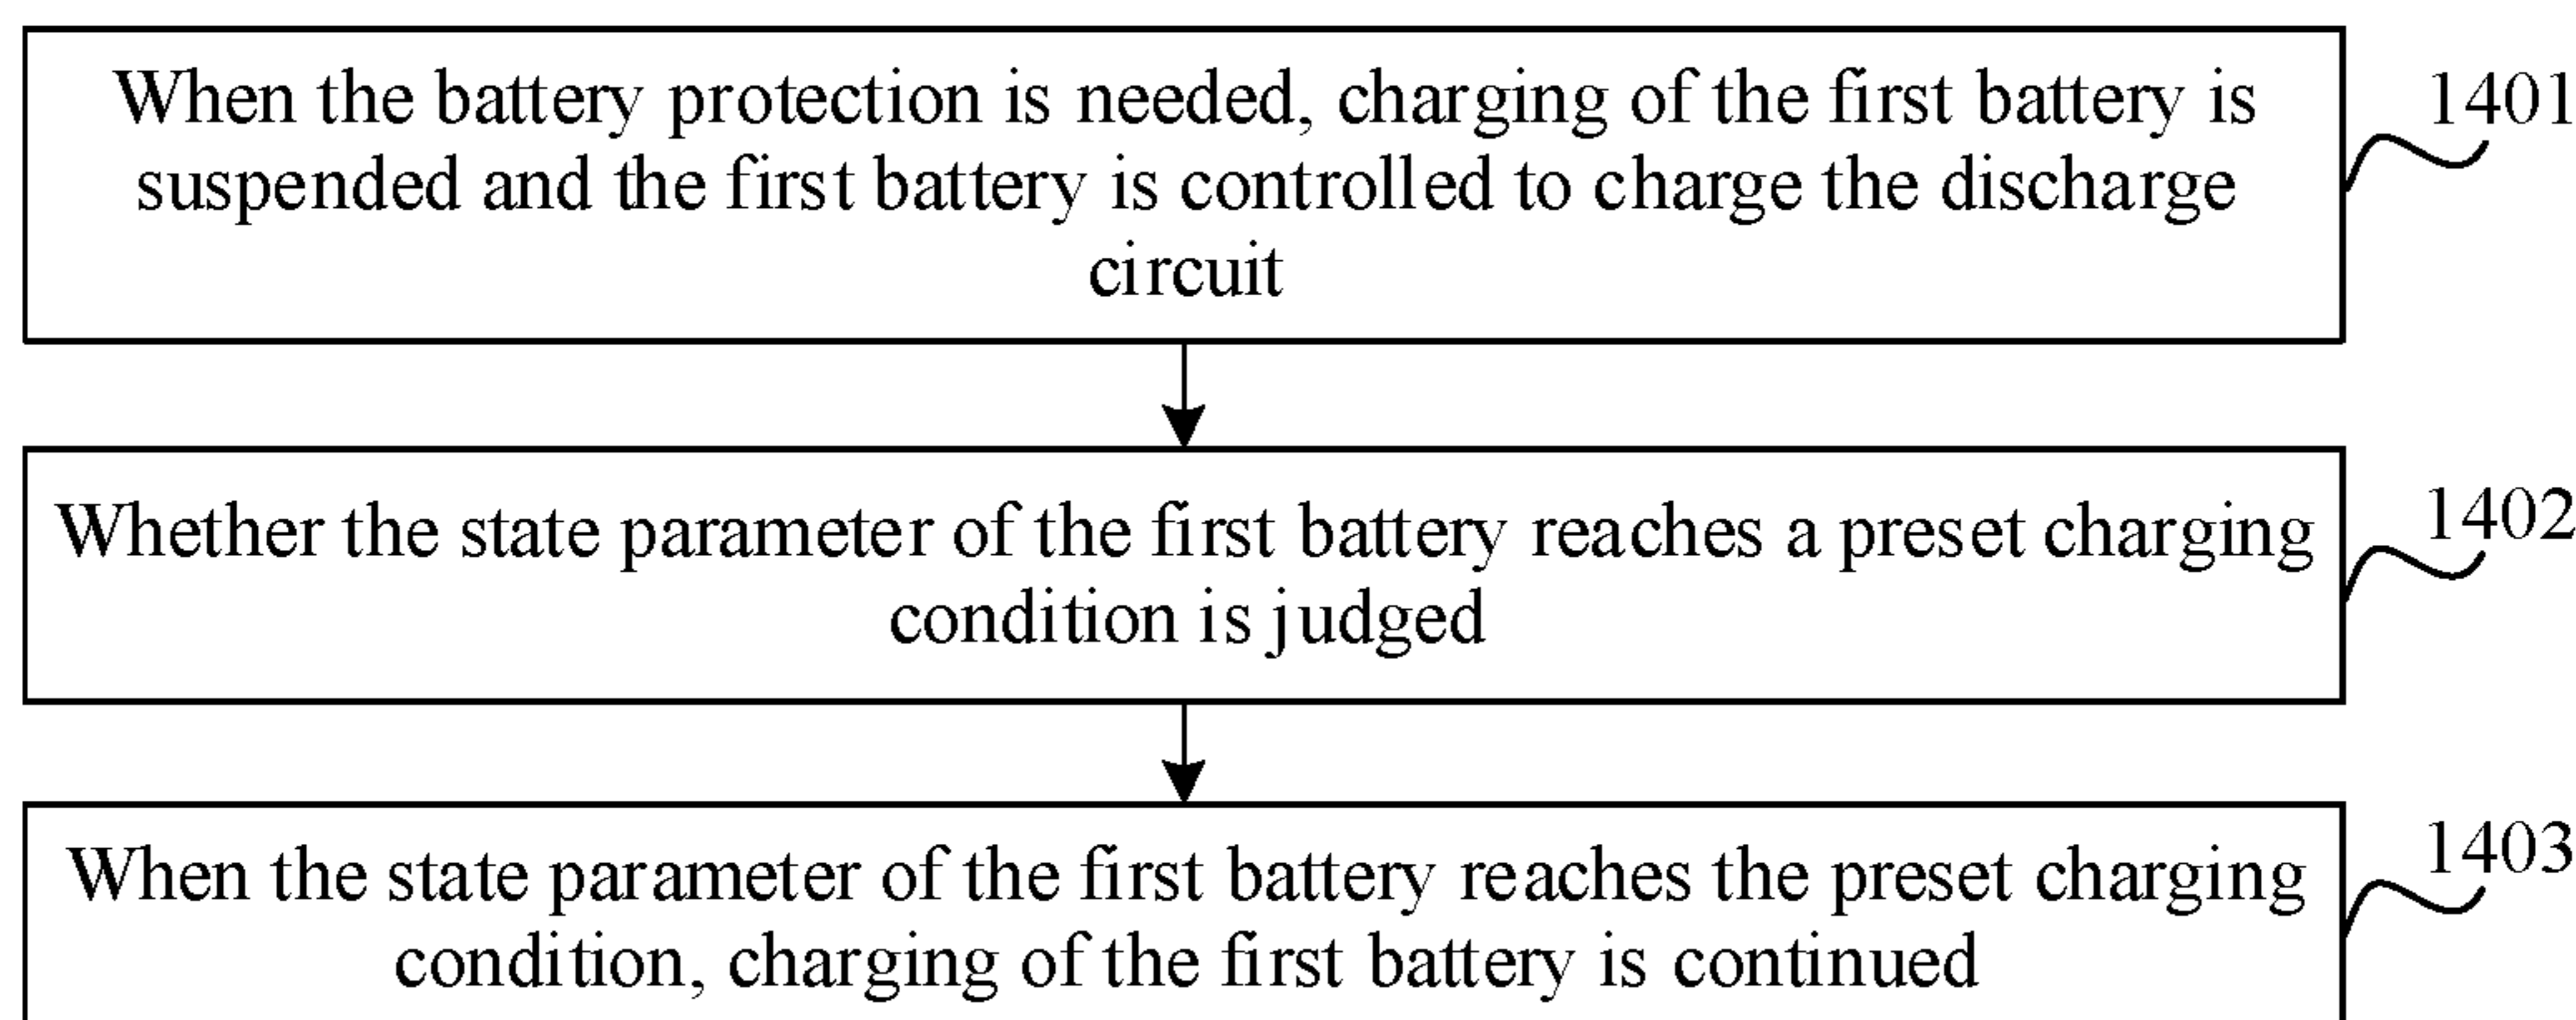 When the battery protection is needed, charging of the first battery is
suspended and the first battery is controlled to charge the discharge
circuit
1401
Whether the state parameter of the first battery reaches a preset charging
condition is judged
1402
When the state parameter of the first battery reaches the preset charging
condition, charging of the first battery is continued
1403